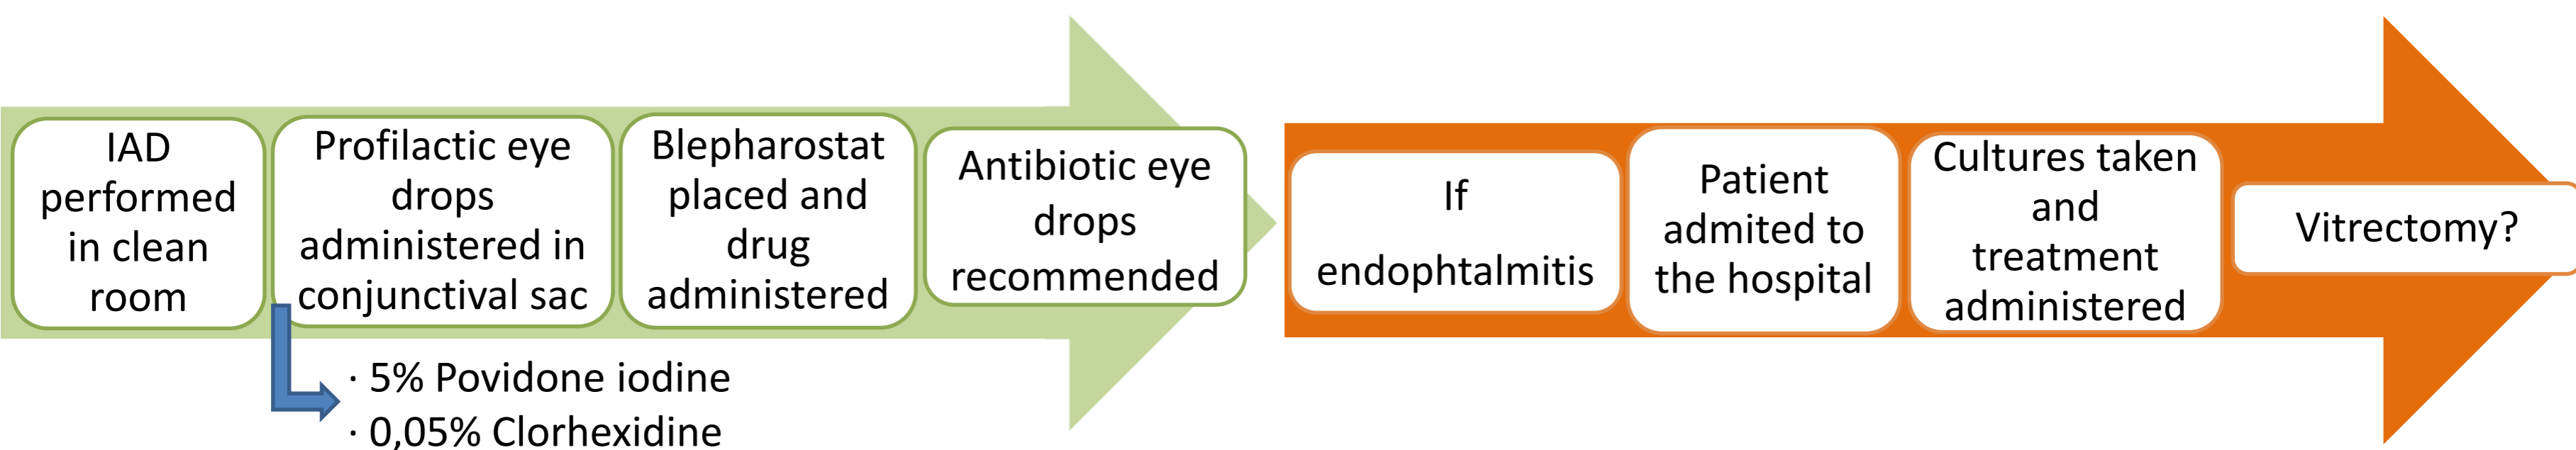 IAD
performed
in clean
room
Profilactic eye
drops
administered in
conjunctival sac
Blepharostat
placed and
drug
administered
Antibiotic eye
drops
recommended
· 5% Povidone iodine
· 0,05% Clorhexidine
If
endophtalmitis
Patient
admited to
the hospital
Cultures taken
and
treatment
administered
Vitrectomy?